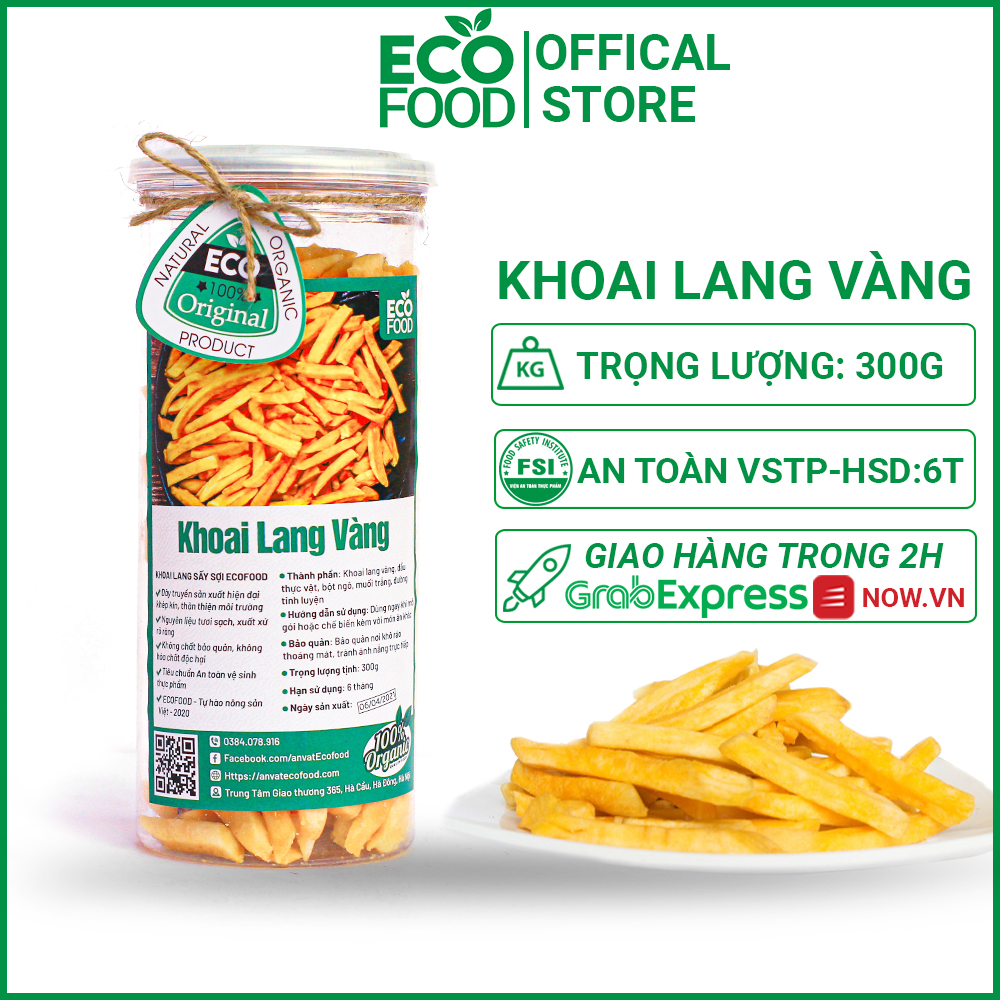 ECO
FOOD
OFFICAL
STORE
NATURAL ORGANIC
ECO
100%
Original
PRODUCT
ECO
FOOD
KHOAI LANG VÀNG
KG
TRỌNG LƯỢNG: 300G
FOOD SAFETY INSTITUTE
FSI
VIỆN AN TOÀN THỰC PHẨM
AN TOÀN VSTP-HSD:6T
GIAO HÀNG TRONG 2H
GrabExpress
NOW.VN
Khoai Lang Vàng
KHOAI LANG SẤY SỢI ECOFOOD
Dây truyền sản xuất hiện đại
khép kín, thân thiện môi trường
Nguyên liệu tươi sạch, xuất xứ
rõ ràng
Không chất bảo quản, không
hóa chất độc hại
Tiêu chuẩn An toàn vệ sinh
thực phẩm
ECOFOOD - Tự hào nông sản
Việt - 2020
Thành phần: Khoai lang vàng, dầu
thực vật, bột ngô, muối trắng, đường
tinh luyện
Hướng dẫn sử dụng: Dùng ngay khi mở
gói hoặc chế biến kèm với món ăn khác
Bảo quản: Bảo quản nơi khô ráo
thoáng mát, tránh ánh nắng trực tiếp
Trọng lượng tịnh: 300g
Hạn sử dụng: 6 tháng
Ngày sản xuất: 06/04/2021
0384.078.916
Facebook.com/anvatEcofood
Https://anvatecofood.com
Trung Tâm Giao thương 365, Hà Cầu, Hà Đông, Hà Nội
100%
Organic